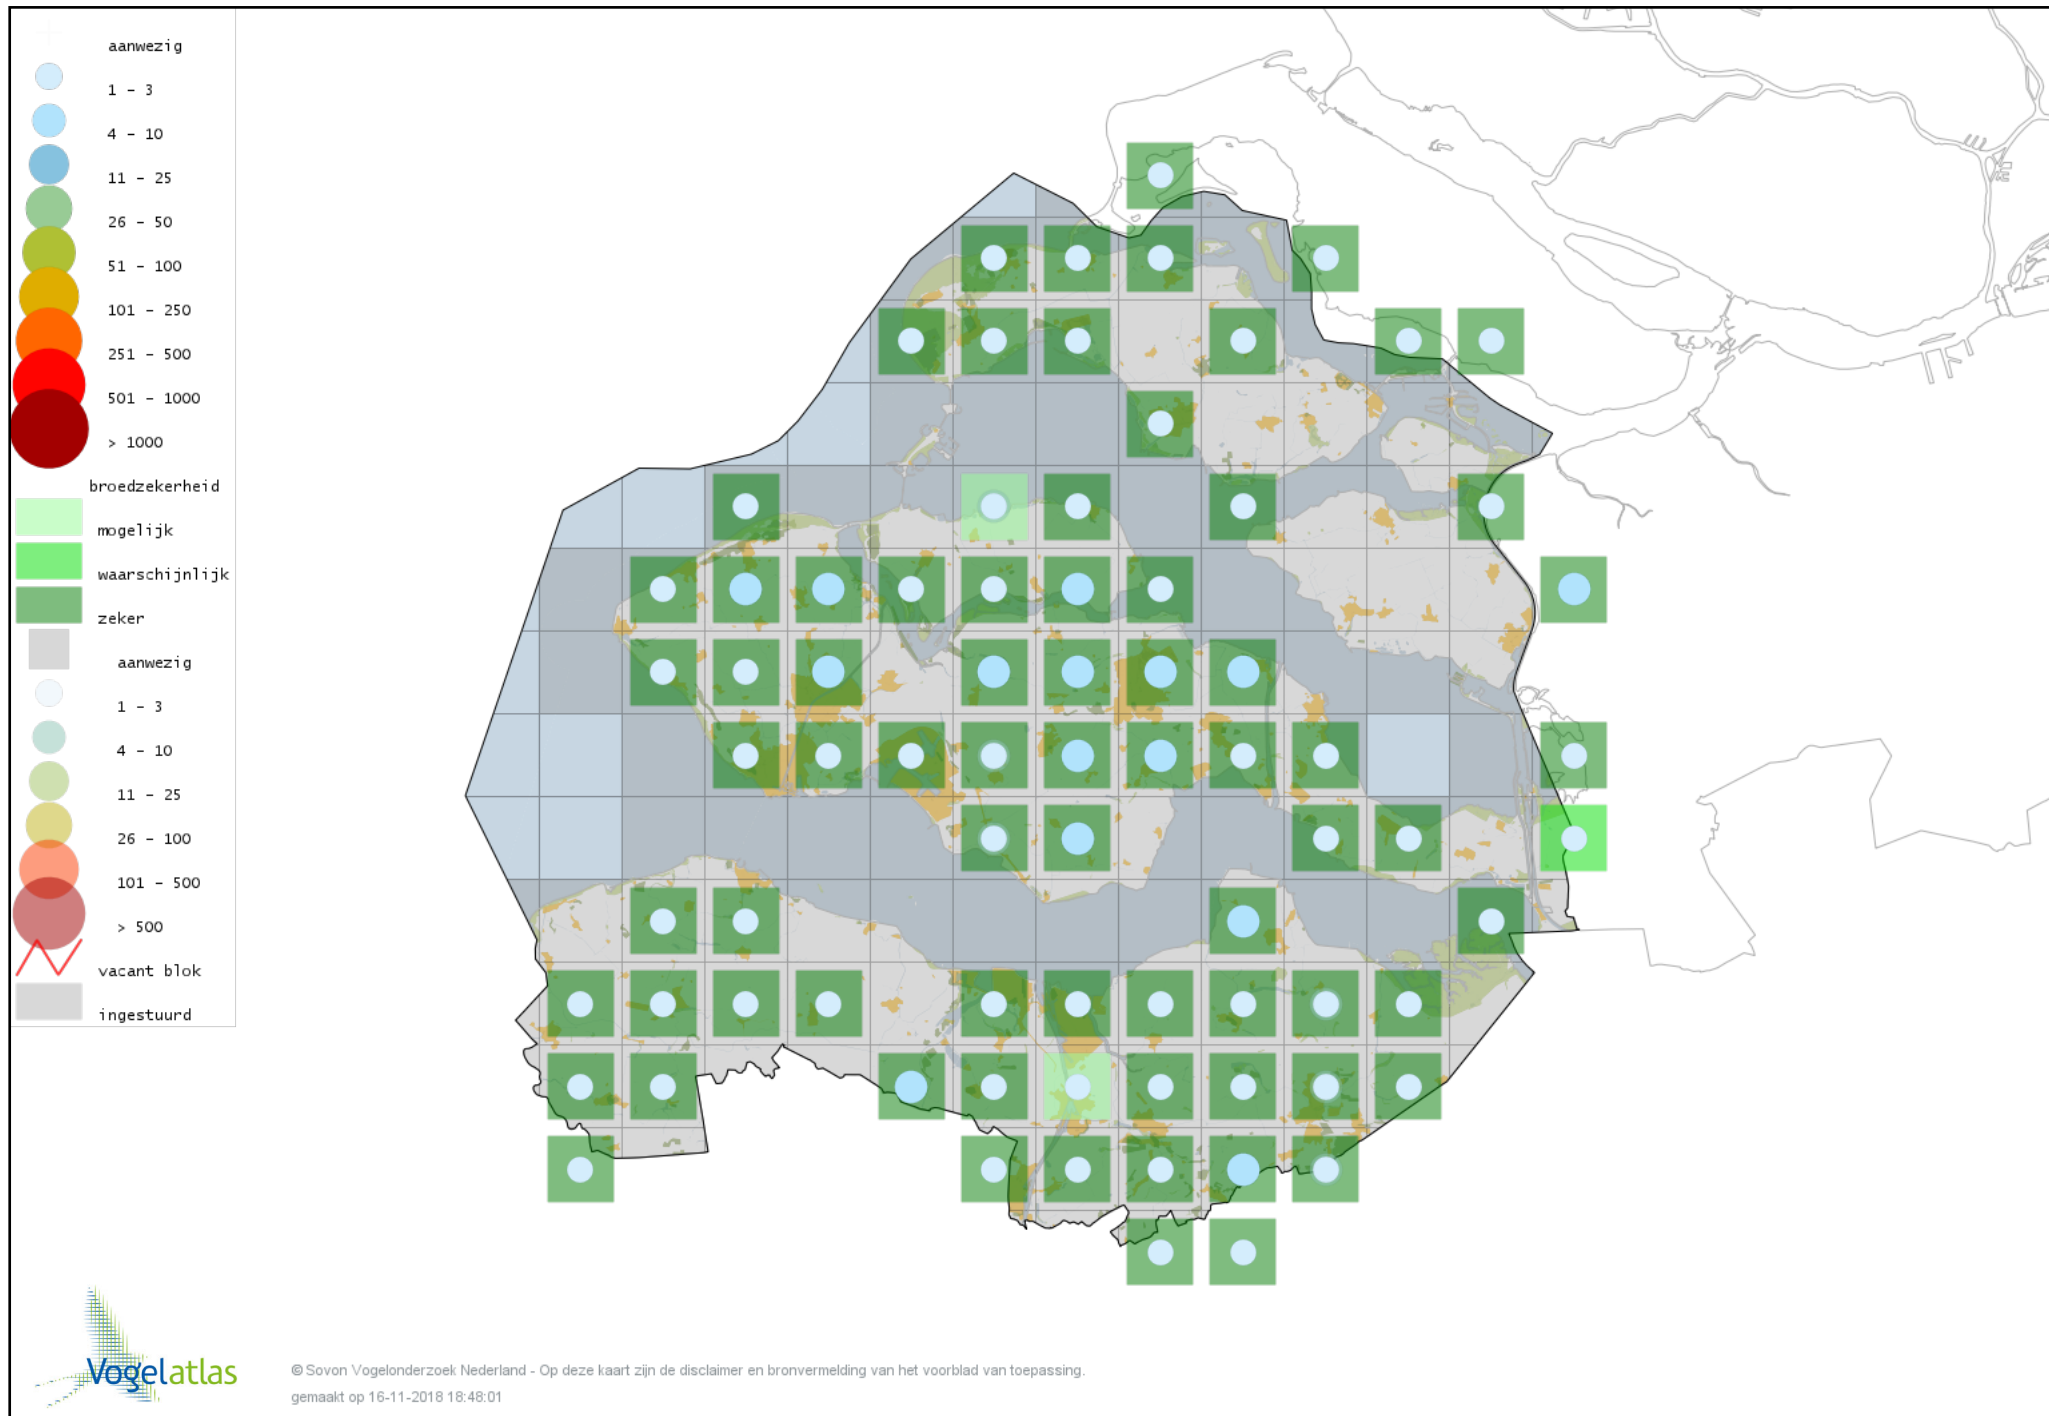 aanwezig
1 - 3
4 - 10
11 - 25
26 - 50
51 - 100
101 - 250
251 - 500
501 - 1000
> 1000
broedzekerheid
mogelijk
waarschijnlijk
zeker
aanwezig
1 - 3
4 - 10
11 - 25
26 - 100
101 - 500
> 500
vacant blok
ingestuurd
Vogelatlas
© Sovon Vogelonderzoek Nederland - Op deze kaart zijn de disclaimer en bronvermelding van het voorblad van toepassing.
gemaakt op 16-11-2018 18:48:01